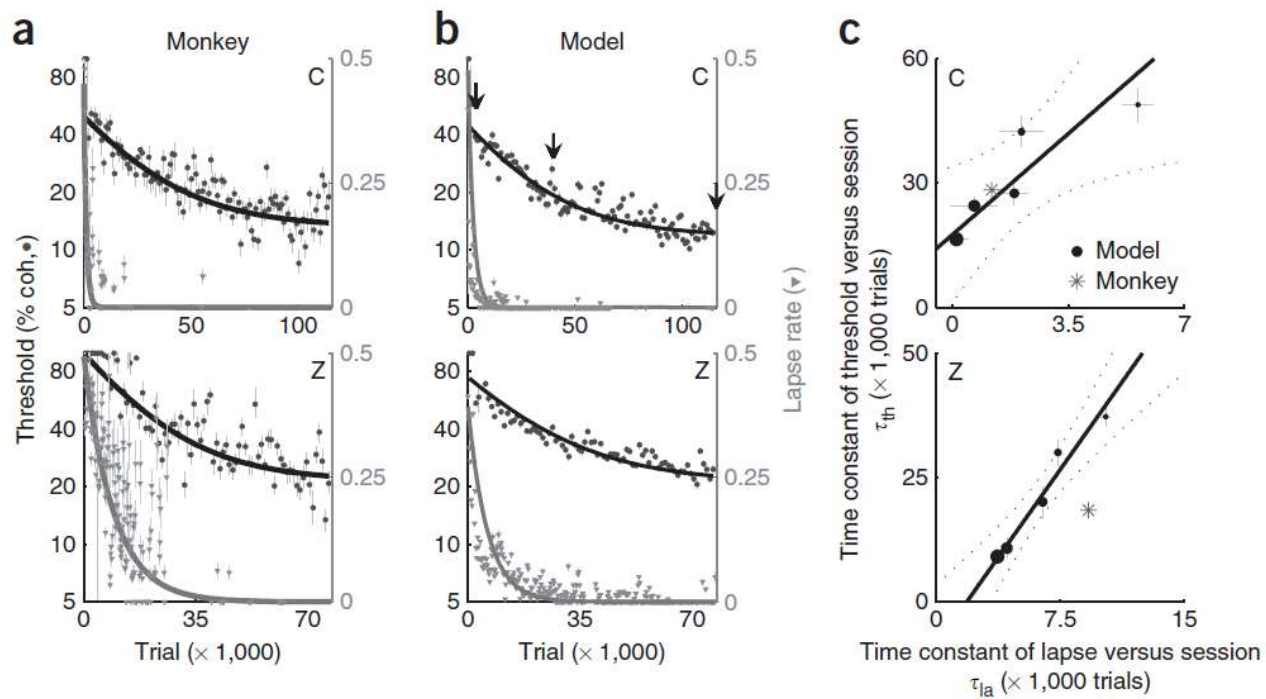 a
Monkey
b
Model
c
C
80
40
20
10
5
0
50
100
0.5
0.25
0
C
80
40
20
10
5
0
50
100
0.5
0.25
0
C
60
30
0
0
3.5
7
Model
Monkey
Z
80
40
20
10
5
0
35
70
0.5
0.25
0
Z
80
40
20
10
5
0
35
70
0.5
0.25
0
Z
50
25
0
0
7.5
15
Threshold (% coh,●)
Trial (× 1,000)
Trial (× 1,000)
Lapse rate (▼)
Time constant of threshold versus session
τth (× 1,000 trials)
Time constant of lapse versus session
τla (× 1,000 trials)